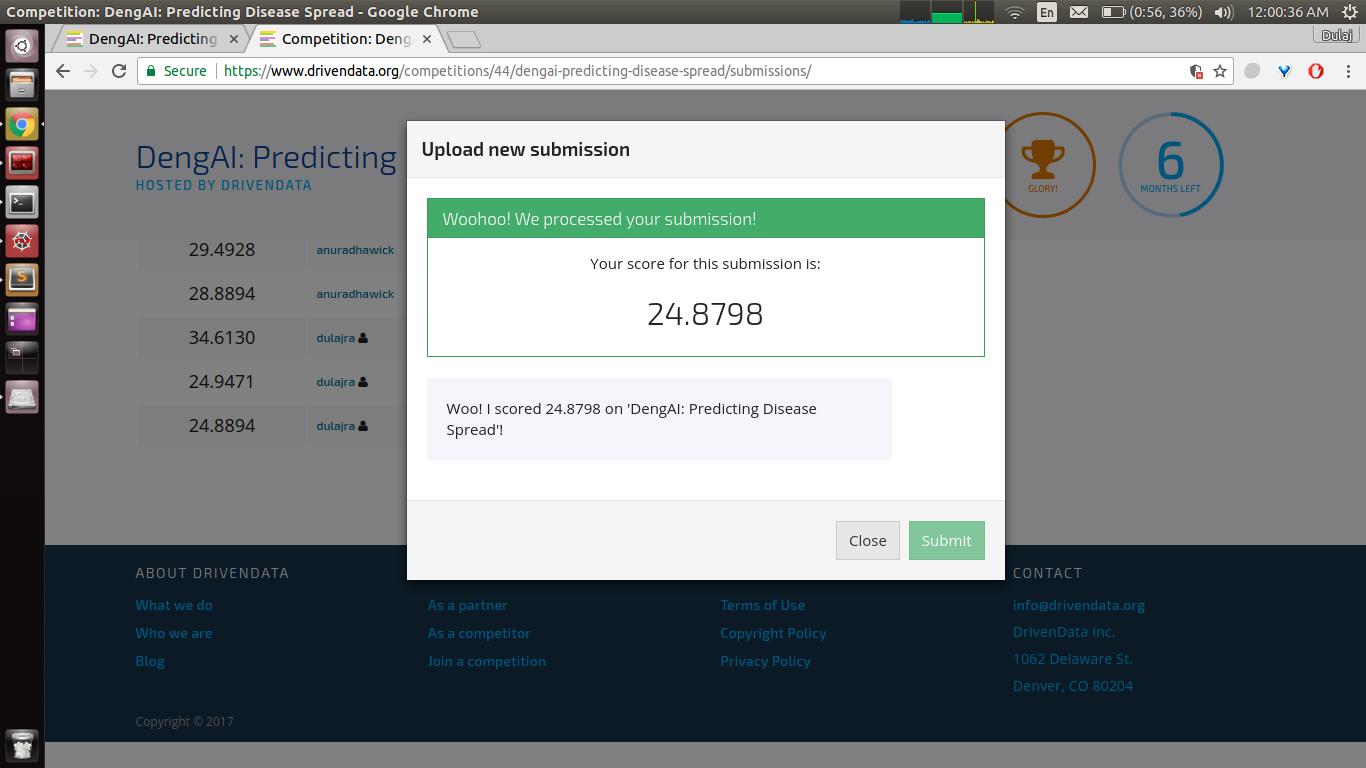 Competition: DengAI: Predicting Disease Spread - Google Chrome
En
(0:56, 36%)
12:00:36 AM
DengAI: Predicting
Competition: Deng
Dulaj
Secure
https://www.drivendata.org/competitions/44/dengai-predicting-disease-spread/submissions/
DengAI: Predicting
HOSTED BY DRIVENDATA
GLORY!
6
MONTHS LEFT
Upload new submission
Woohoo! We processed your submission!
Your score for this submission is:
24.8798
Woo! I scored 24.8798 on 'DengAI: Predicting Disease
Spread'!
Close
Submit
29.4928 anuradhawick
28.8894 anuradhawick
34.6130 dulajra
24.9471 dulajra
24.8894 dulajra
ABOUT DRIVENDATA
What we do
Who we are
Blog
As a partner
As a competitor
Join a competition
Terms of Use
Copyright Policy
Privacy Policy
CONTACT
info@drivendata.org
DrivenData Inc.
1062 Delaware St.
Denver, CO 80204
Copyright © 2017